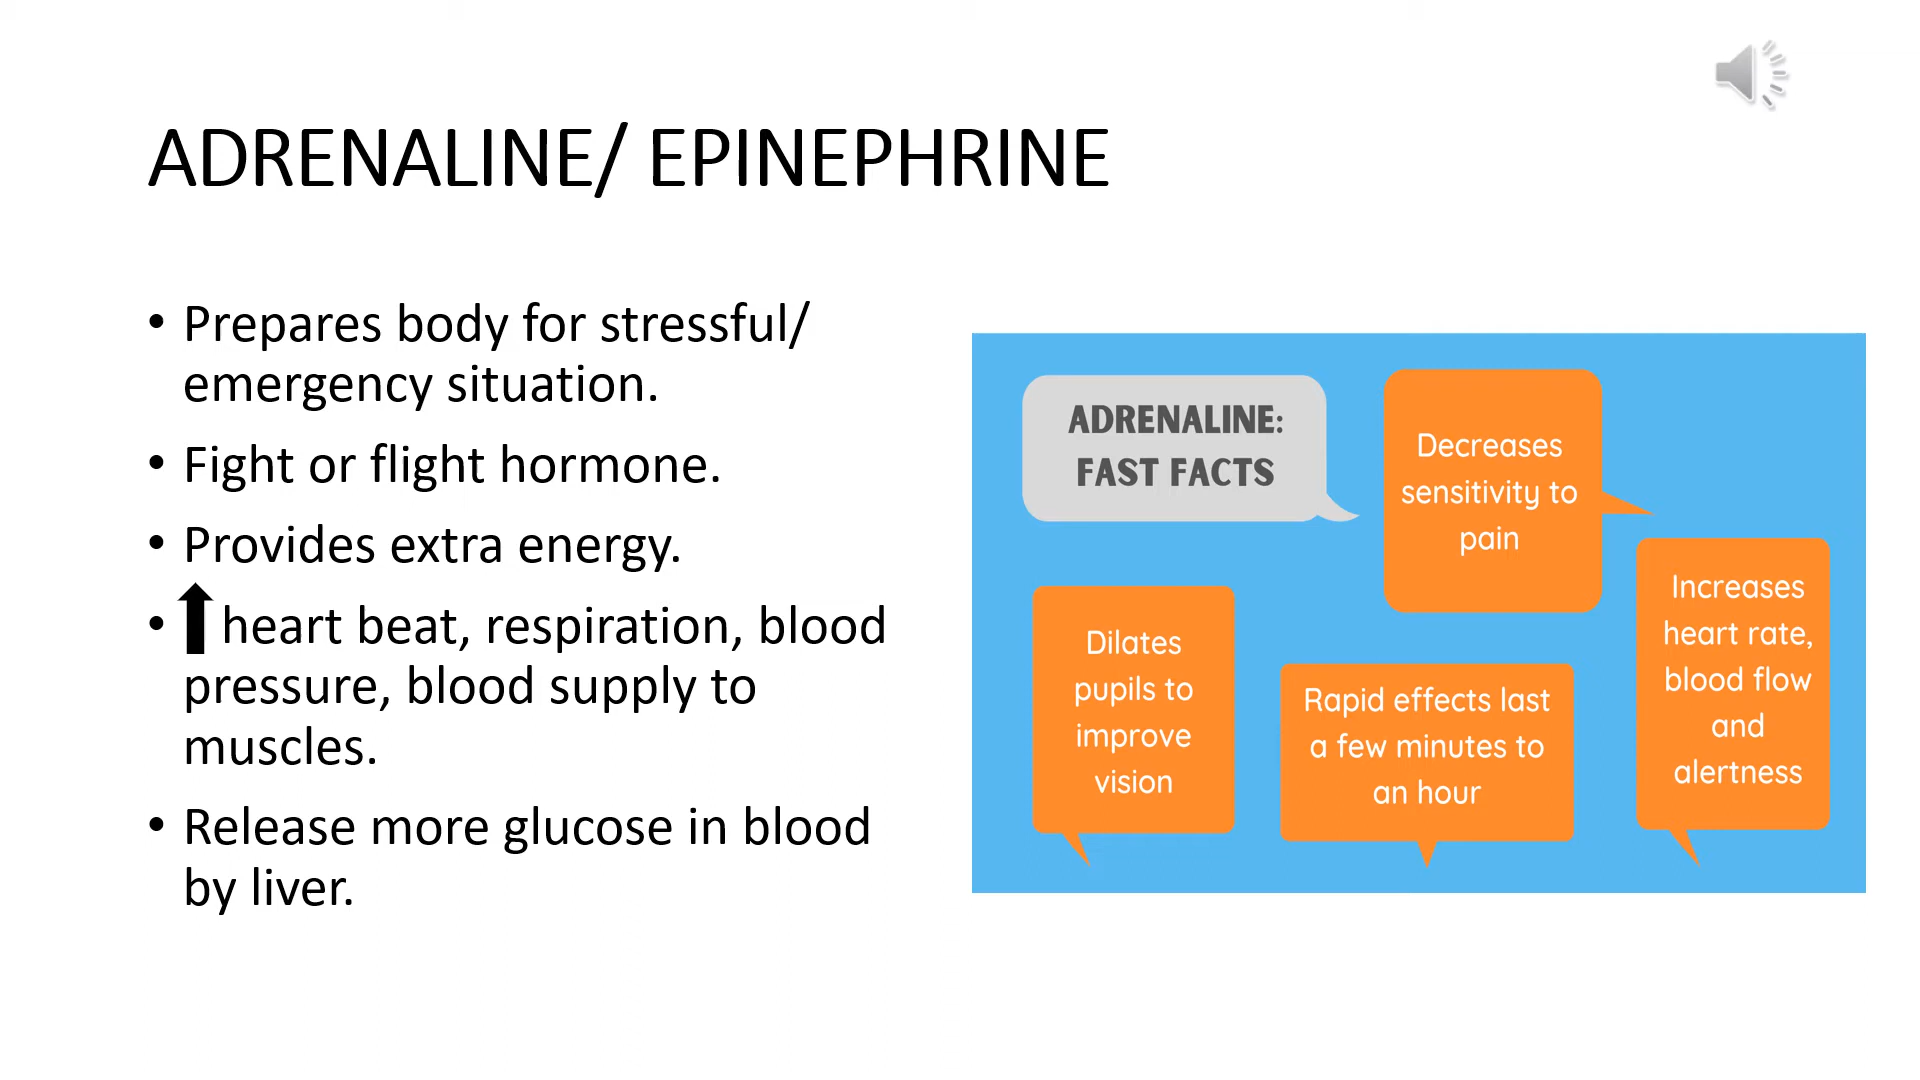 ADRENALINE/ EPINEPHRINE
• Prepares body for stressful/
emergency situation.
• Fight or flight hormone.
• Provides extra energy.
• heart beat, respiration, blood
pressure, blood supply to
muscles.
• Release more glucose in blood
by liver.
ADRENALINE:
FAST FACTS
Decreases
sensitivity to
pain
Increases
heart rate,
blood flow
and
alertness
Dilates
pupils to
improve
vision
Rapid effects last
a few minutes to
an hour